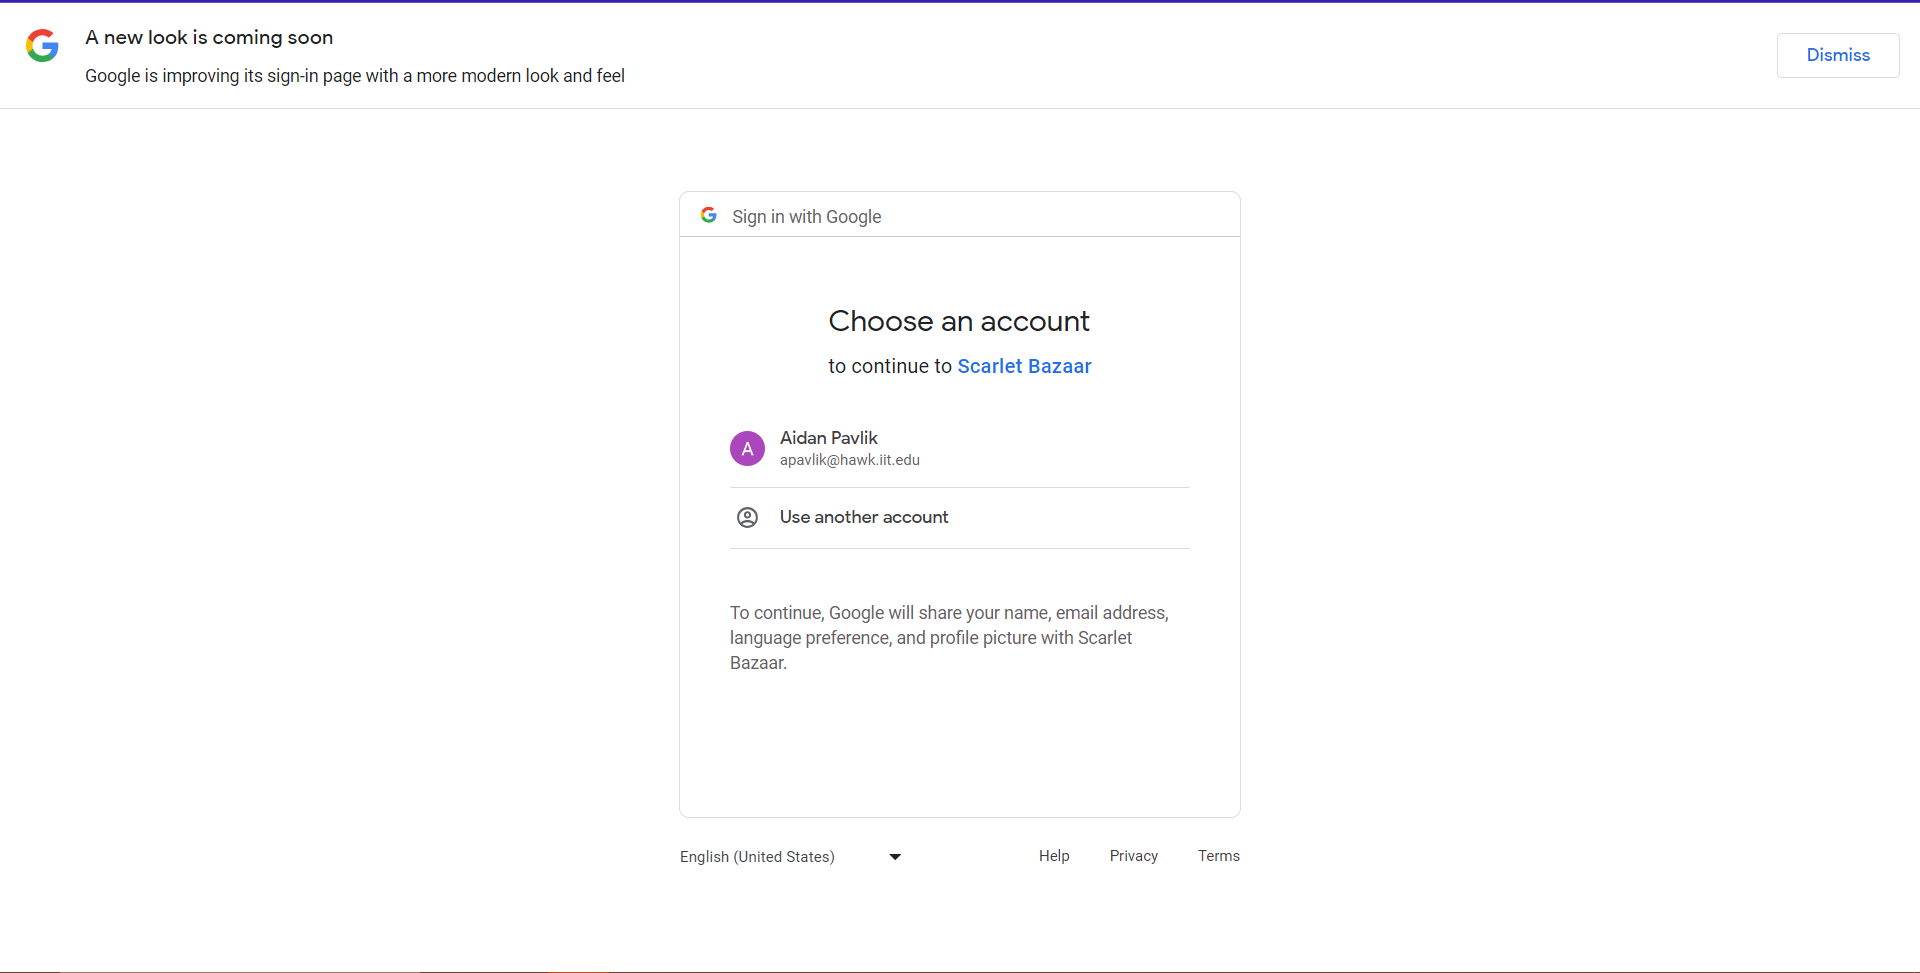 A new look is coming soon
Google is improving its sign-in page with a more modern look and feel
Dismiss
Sign in with Google
Choose an account
to continue to Scarlet Bazaar
A
Aidan Pavlik
apavlik@hawk.iit.edu
Use another account
To continue, Google will share your name, email address,
language preference, and profile picture with Scarlet
Bazaar.
English (United States)
Help Privacy Terms